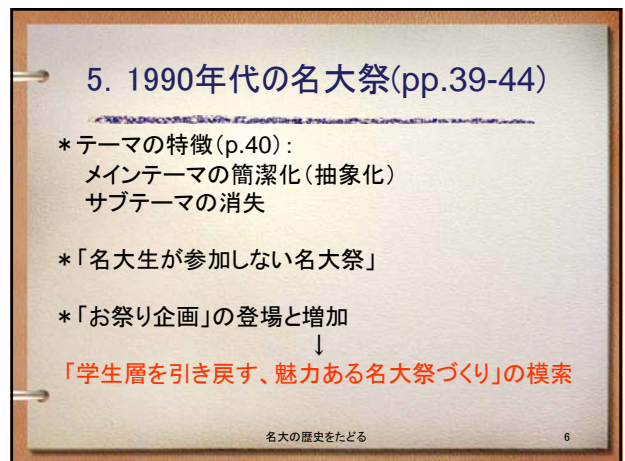 5. 1990年代の名大祭(pp.39-44)
*テーマの特徴(p.40):
メインテーマの簡潔化(抽象化)
サブテーマの消失
*「名大生が参加しない名大祭」
*「お祭り企画」の登場と増加
↓
「学生層を引き戻す、魅力ある名大祭づくり」の模索
名大の歴史をたどる 6